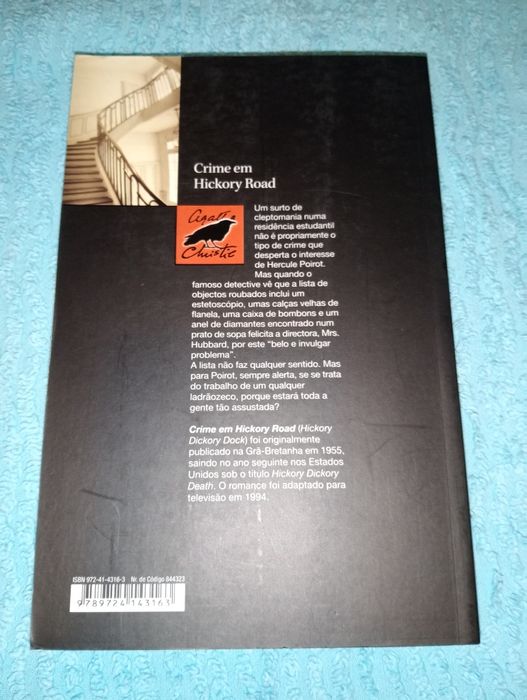 Crime em
Hickory Road
Agatha
Christie
Um surto de
cleptomania numa
residência estudantil
não é propriamente o
tipo de crime que
desperta o interesse
de Hercule Poirot.
Mas quando o
famoso detective vê que a lista de
objectos roubados inclui um
estetoscópio, umas calças velhas de
flanela, uma caixa de bombons e um
anel de diamantes encontrado num
prato de sopa felicita a directora, Mrs.
Hubbard, por este "belo e invulgar
problema".
A lista não faz qualquer sentido. Mas
para Poirot, sempre alerta, se se trata
do trabalho de um qualquer
ladrãozeco, porque estará toda a
gente tão assustada?
Crime em Hickory Road (Hickory
Dickory Dock) foi originalmente
publicado na Grã-Bretanha em 1955,
saindo no ano seguinte nos Estados
Unidos sob o título Hickory Dickory
Death. O romance foi adaptado para
televisão em 1994.
ISBN 972-41-4316-3 Nr. de Código 844323
9789724143163